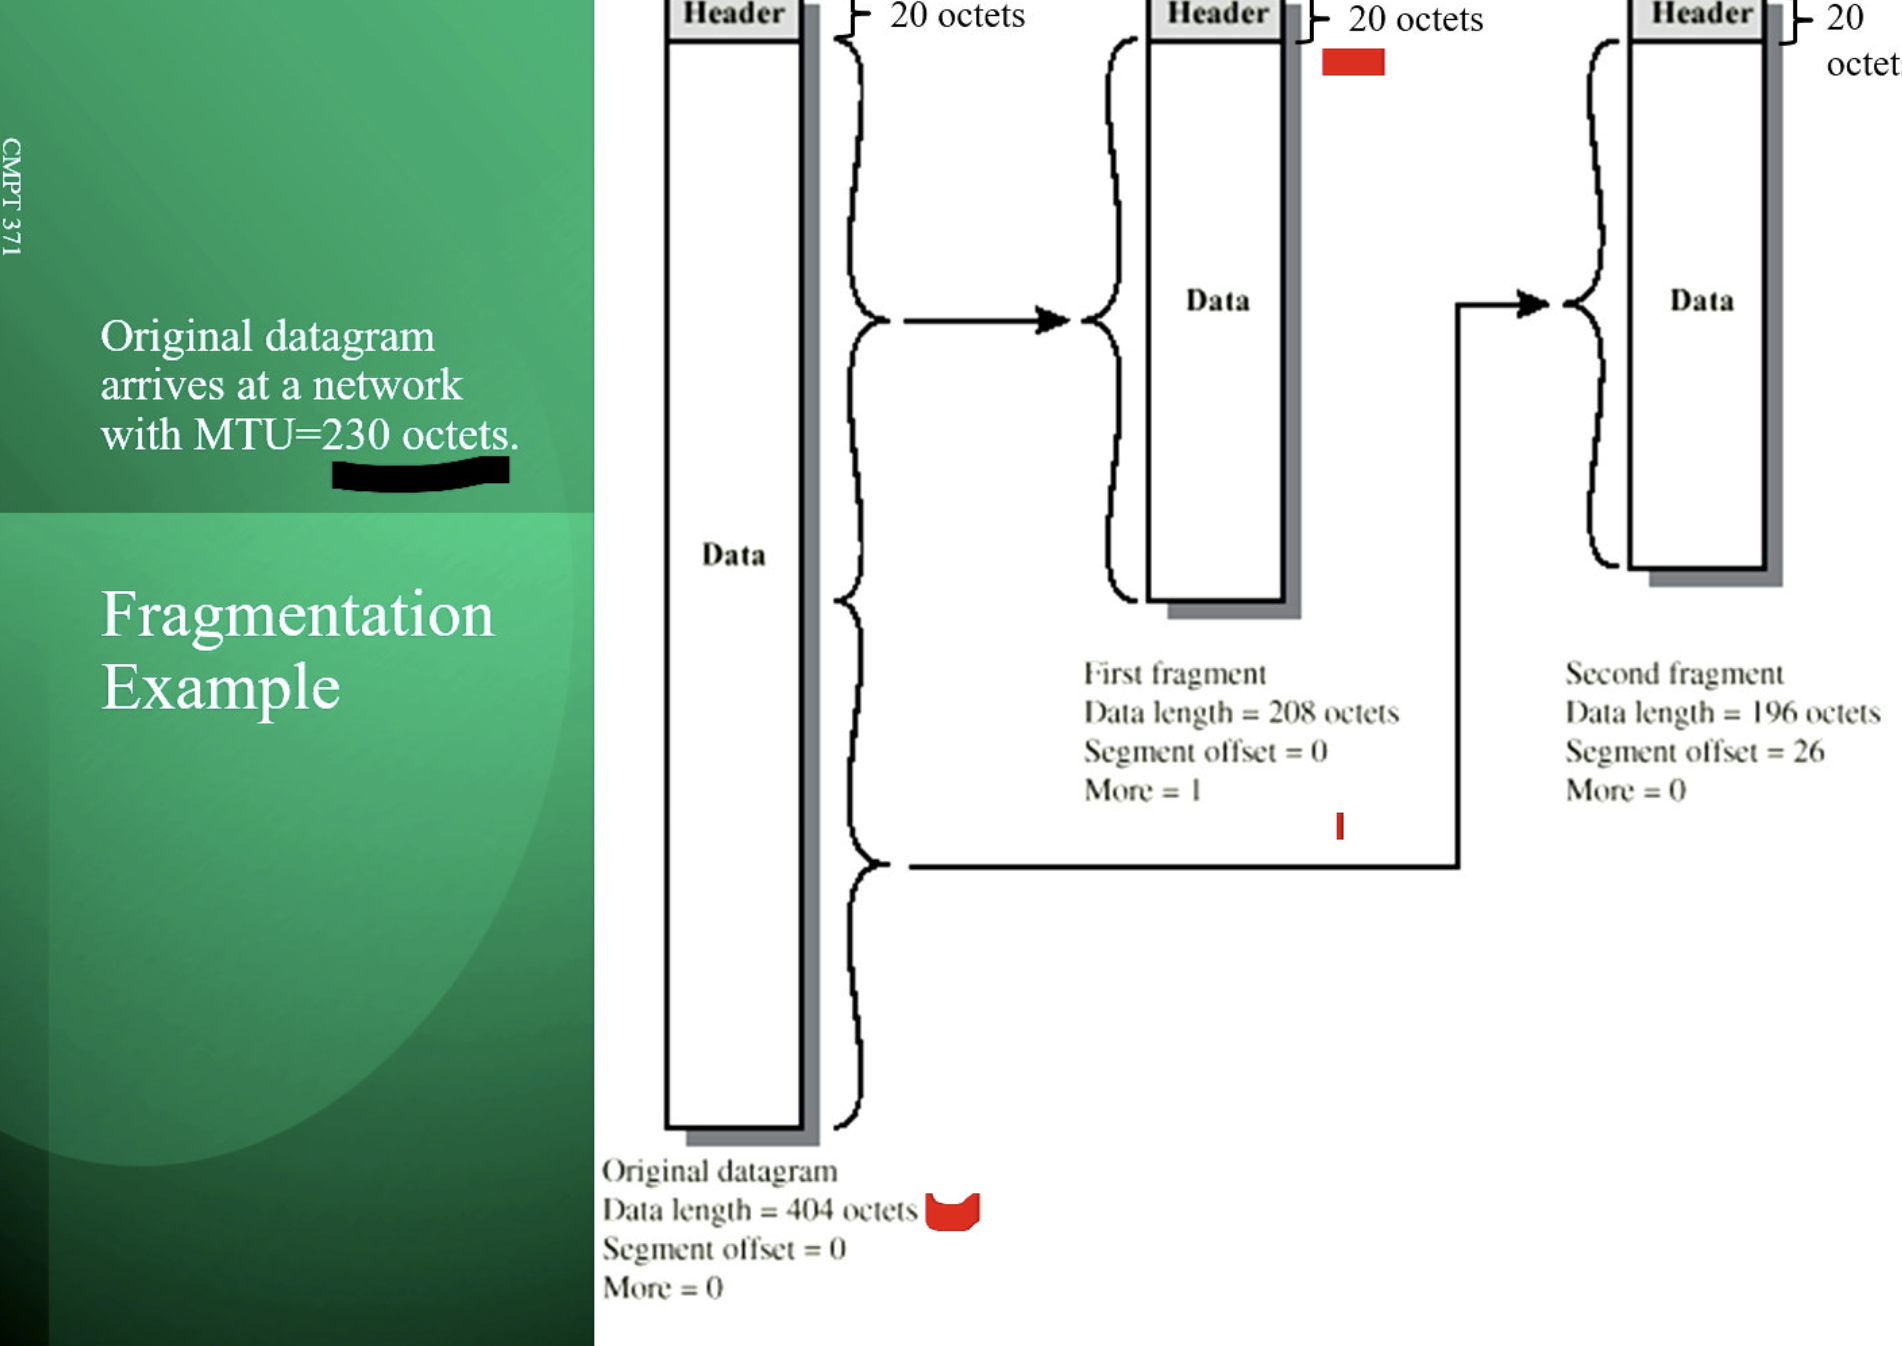 CMPT 371
Original datagram
arrives at a network
with MTU=230 octets.
Fragmentation
Example
Header
20 octets
Header
20 octets
Header
20
octet
Data
Data
Data
First fragment
Data length = 208 octets
Segment offset = 0
More = 1
Second fragment
Data length = 196 octets
Segment offset = 26
More = 0
Original datagram
Data length = 404 octets
Segment offset = 0
More = 0